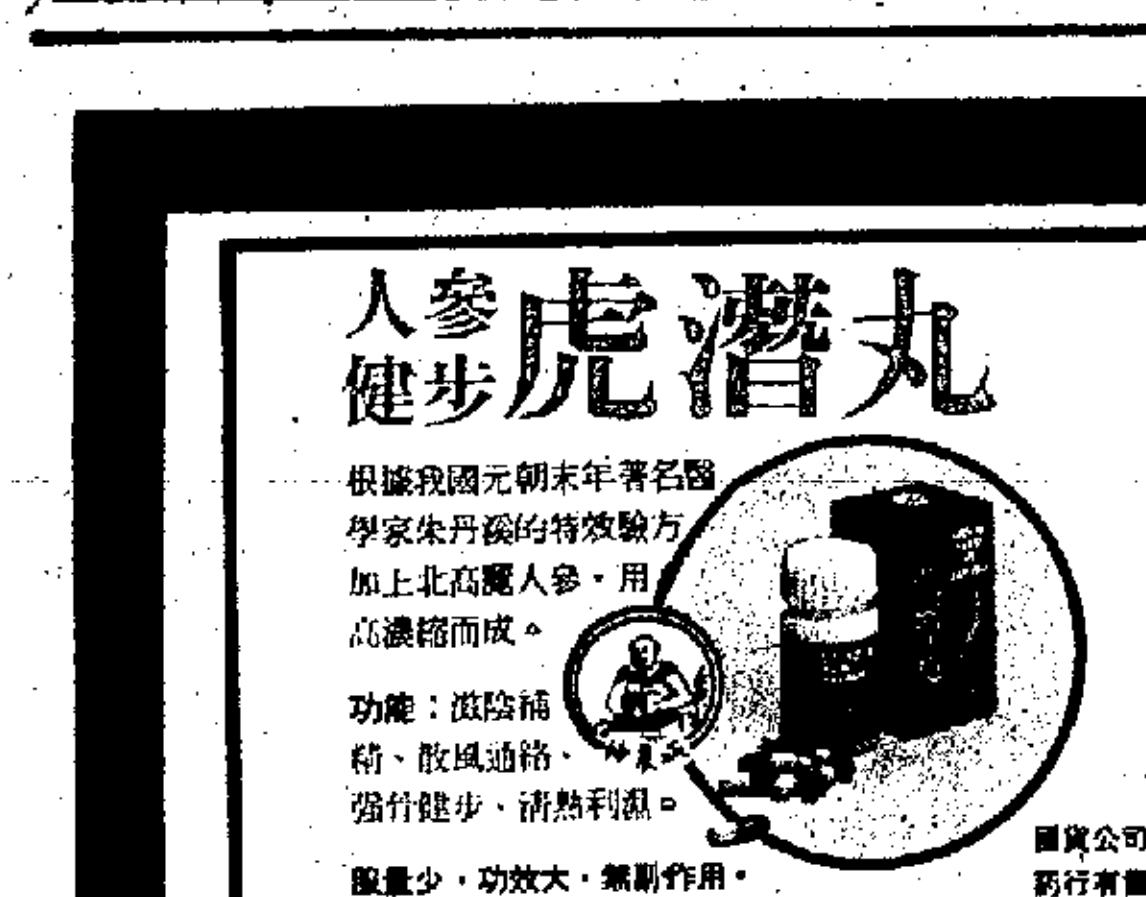 人參
健步
虎潛丸
根據我國元朝末年著名醫
學家朱丹溪的特效驗方
加上北高麗人參，用
高濃縮而成。
功能：滋陰補
精、散風通絡、
強骨健步、清熱利濕。
服量少，功效大，無副作用。
國貨公司
葯行有售